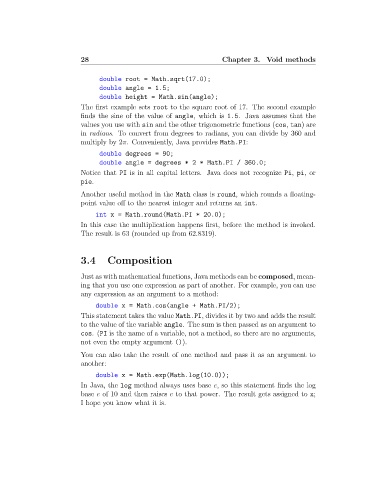 28 Chapter 3. Void methods
double root = Math.sqrt(17.0);
double angle = 1.5;
double height = Math.sin(angle);
The first example sets root to the square root of 17. The second example
finds the sine of the value of angle, which is 1.5. Java assumes that the
values you use with sin and the other trigonometric functions (cos, tan) are
in radians. To convert from degrees to radians, you can divide by 360 and
multiply by 2π. Conveniently, Java provides Math.PI:
double degrees = 90;
double angle = degrees * 2 * Math.PI / 360.0;
Notice that PI is in all capital letters. Java does not recognize Pi, pi, or
pie.
Another useful method in the Math class is round, which rounds a floating-
point value off to the nearest integer and returns an int.
int x = Math.round(Math.PI * 20.0);
In this case the multiplication happens first, before the method is invoked.
The result is 63 (rounded up from 62.8319).
3.4 Composition
Just as with mathematical functions, Java methods can be composed, mean-
ing that you use one expression as part of another. For example, you can use
any expression as an argument to a method:
double x = Math.cos(angle + Math.PI/2);
This statement takes the value Math.PI, divides it by two and adds the result
to the value of the variable angle. The sum is then passed as an argument to
cos. (PI is the name of a variable, not a method, so there are no arguments,
not even the empty argument ()).
You can also take the result of one method and pass it as an argument to
another:
double x = Math.exp(Math.log(10.0));
In Java, the log method always uses base e, so this statement finds the log
base e of 10 and then raises e to that power. The result gets assigned to x;
I hope you know what it is.